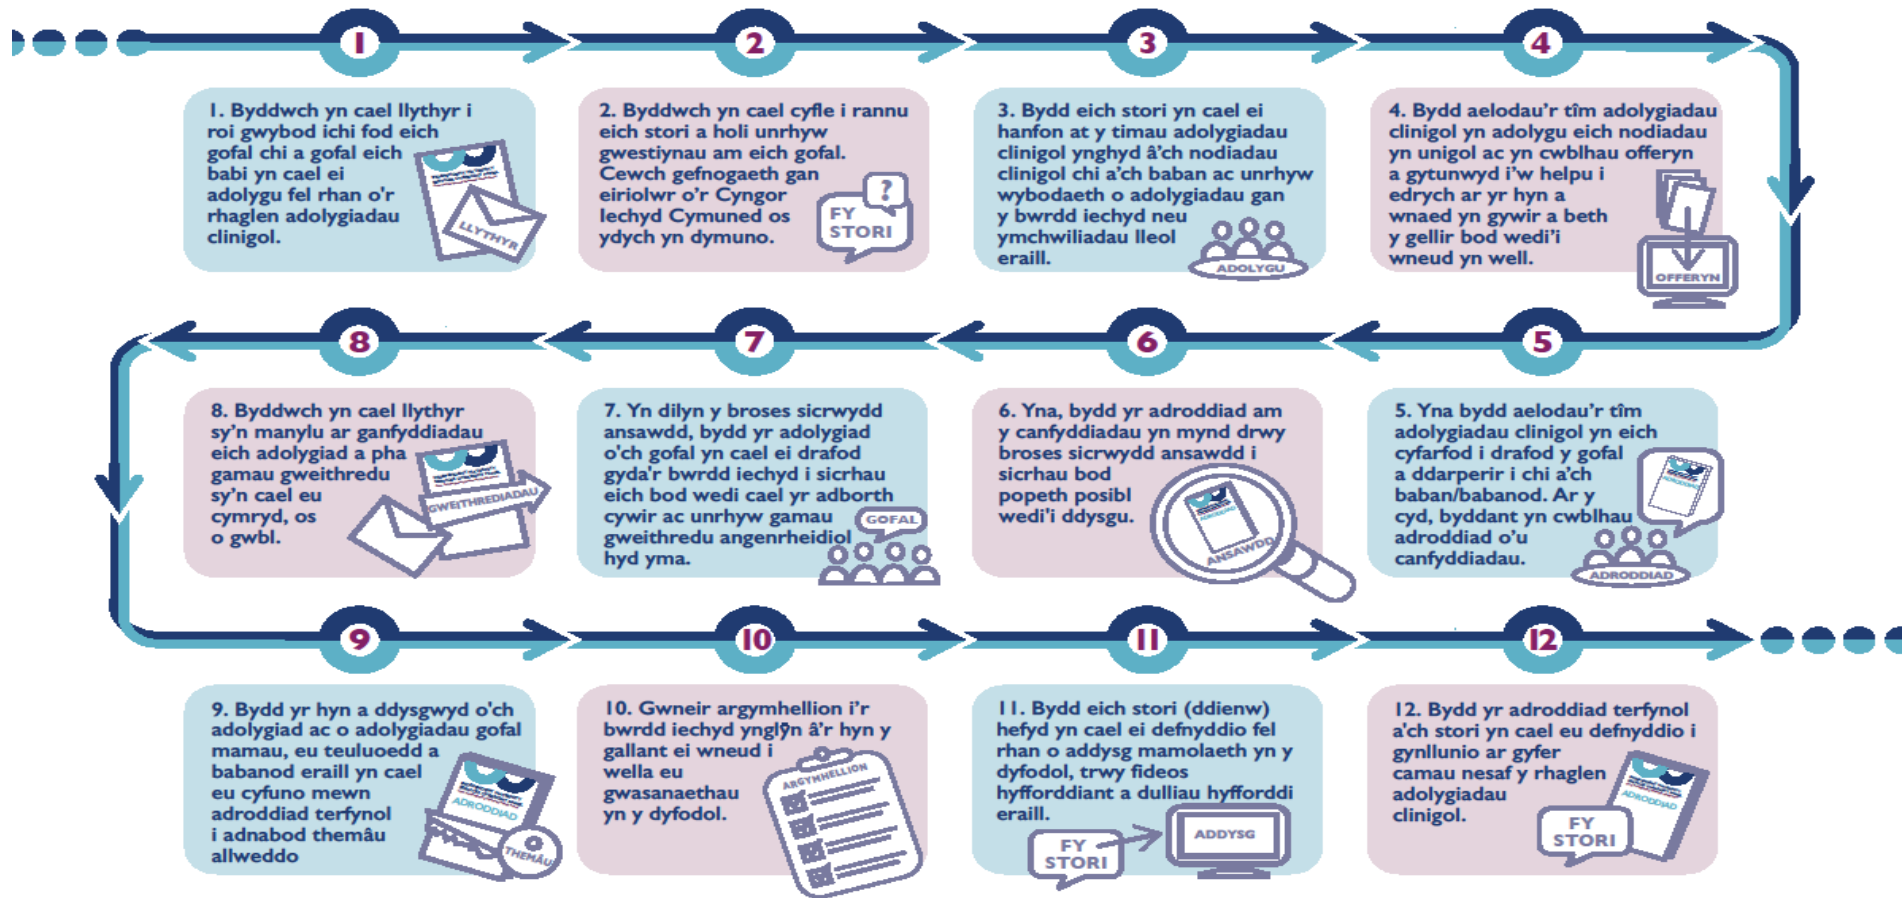 1
2
3
4
1. Byddwch yn cael llythyr i
roi gwybod ichi fod eich
gofal chi a gofal eich
babi yn cael ei
adolygu fel rhan o'r
rhaglen adolygiadau
clinigol.
LLYTHYR
2. Byddwch yn cael cyfle i rannu
eich stori a holi unrhyw
gwestiynau am eich gofal.
Cewch gefnogaeth gan
eiriolwr o'r Cyngor
Iechyd Cymuned os
ydych yn dymuno.
?
FY
STORI
3. Bydd eich stori yn cael ei
hanfon at y timau adolygiadau
clinigol ynghyd â'ch nodiadau
clinigol chi a'ch baban ac unrhyw
wybodaeth o adolygiadau gan
y bwrdd iechyd neu
ymchwiliadau lleol
eraill.
ADOLYGU
4. Bydd aelodau'r tîm adolygiadau
clinigol yn adolygu eich nodiadau
yn unigol ac yn cwblhau offeryn
a gytunwyd i'w helpu i
edrych ar yr hyn a
wnaed yn gywir a beth
y gellir bod wedi'i
wneud yn well.
OFFERYN
5
6
7
8
5. Yna bydd aelodau'r tîm
adolygiadau clinigol yn eich
cyfarfod i drafod y gofal
a ddarperir i chi a'ch
baban/babanod. Ar y
cyd, byddant yn cwblhau
adroddiad o'u
canfyddiadau.
ADRODDIAD
ADRODDIAD
6. Yna, bydd yr adroddiad am
y canfyddiadau yn mynd drwy
broses sicrwydd ansawdd i
sicrhau bod
popeth posibl
wedi'i ddysgu.
ADRODDIAD
ANSAWDD
7. Yn dilyn y broses sicrwydd
ansawdd, bydd yr adolygiad
o'ch gofal yn cael ei drafod
gyda'r bwrdd iechyd i sicrhau
eich bod wedi cael yr adborth
cywir ac unrhyw gamau
gweithredu angenrheidiol
hyd yma.
GOFAL
8. Byddwch yn cael llythyr
sy'n manylu ar ganfyddiadau
eich adolygiad a pha
gamau gweithredu
sy'n cael eu
cymryd, os
o gwbl.
GWEITHREDIADAU
9
10
11
12
9. Bydd yr hyn a ddysgwyd o'ch
adolygiad ac o adolygiadau gofal
mamau, eu teuluoedd a
babanod eraill yn cael
eu cyfuno mewn
adroddiad terfynol
i adnabod themâu
allweddo
ADRODDIAD
THEMÂU
10. Gwneir argymhellion i'r
bwrdd iechyd ynglŷn â'r hyn y
gallant ei wneud i
wella eu
gwasanaethau
yn y dyfodol.
ARGYMHELLION
11. Bydd eich stori (ddienw)
hefyd yn cael ei defnyddio fel
rhan o addysg mamolaeth yn y
dyfodol, trwy fideos
hyfforddiant a dulliau hyfforddi
eraill.
FY
STORI
ADDYSG
12. Bydd yr adroddiad terfynol
a'ch stori yn cael eu defnyddio i
gynllunio ar gyfer
camau nesaf y rhaglen
adolygiadau
clinigol.
ADRODDIAD
FY
STORI